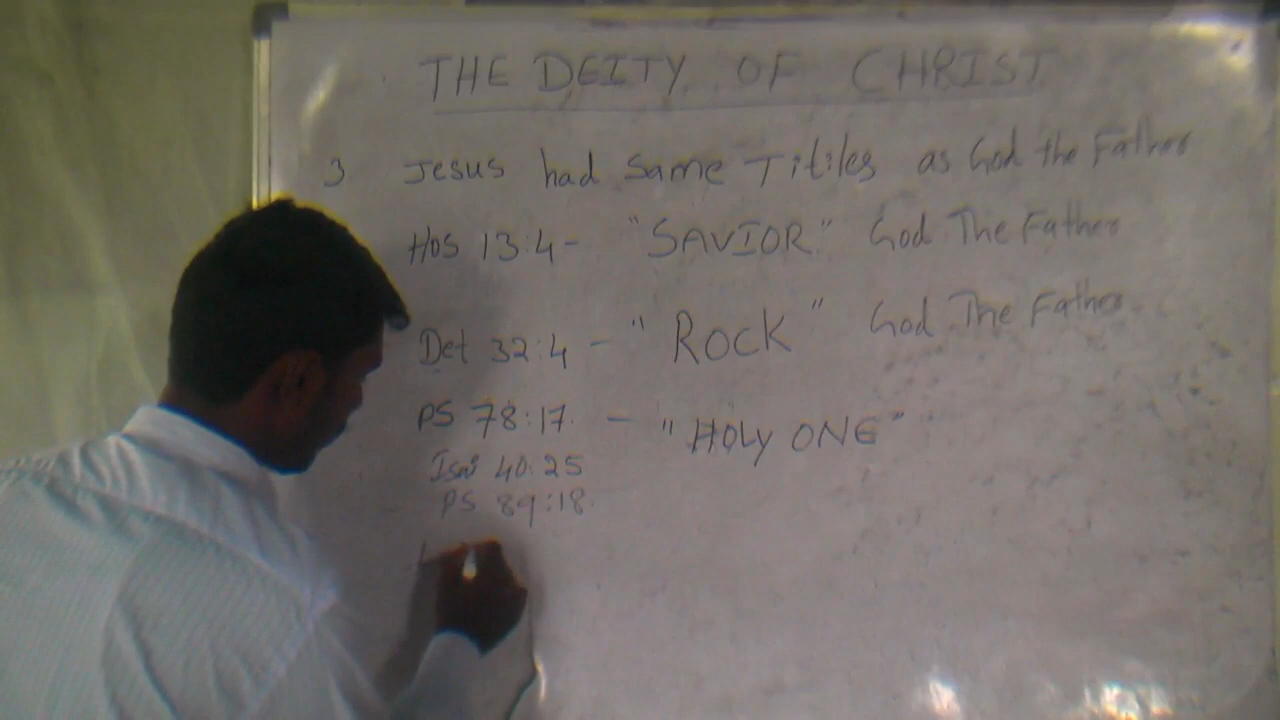 THE DEITY OF CHRIST
3 Jesus had Same Titiles as God the Father
Hos 13:4 - "SAVIOR" God The Father
Det 32:4 - "ROCK" God The Father
PS 78:17. - "HOLY ONE"
Isai 40:25
PS 89:18.